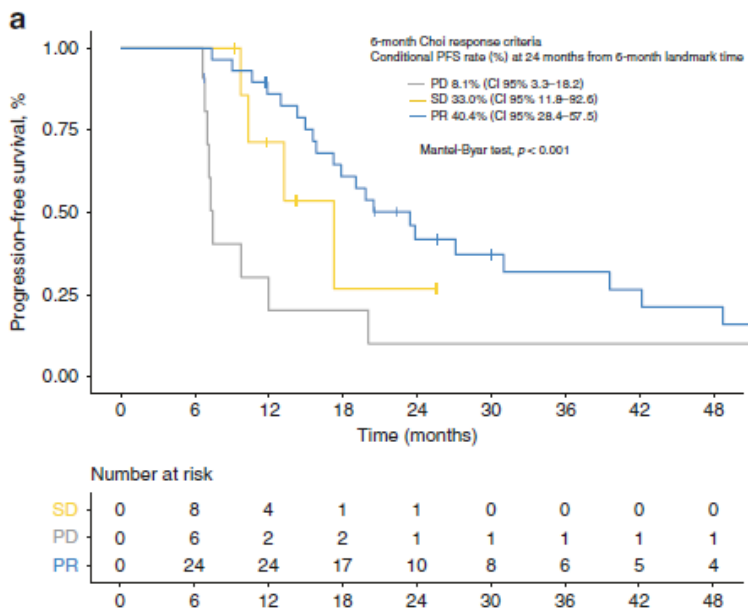 a
6-month Choi response criteria
Conditional PFS rate (%) at 24 months from 6-month landmark time
PD 8.1% (CI 95% 3.3–18.2)
SD 33.0% (CI 95% 11.8–92.6)
PR 40.4% (CI 95% 28.4–57.5)
Mantel-Byar test, p < 0.001
Progression–free survival, %
1.00
0.75
0.50
0.25
0.00
0 6 12 18 24 30 36 42 48
Time (months)
Number at risk
SD 0 8 4 1 1 0 0 0 0
PD 0 6 2 2 1 1 1 1 1
PR 0 24 24 17 10 8 6 5 4
0 6 12 18 24 30 36 42 48